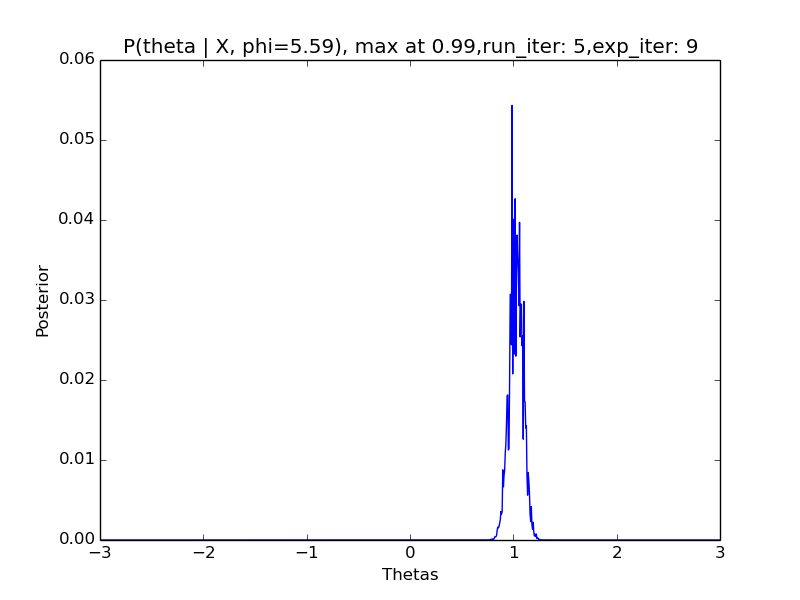 P(theta | X, phi=5.59), max at 0.99,run_iter: 5,exp_iter: 9
0.06
0.05
0.04
0.03
0.02
0.01
0.00
Posterior
−3 −2 −1 0 1 2 3
Thetas